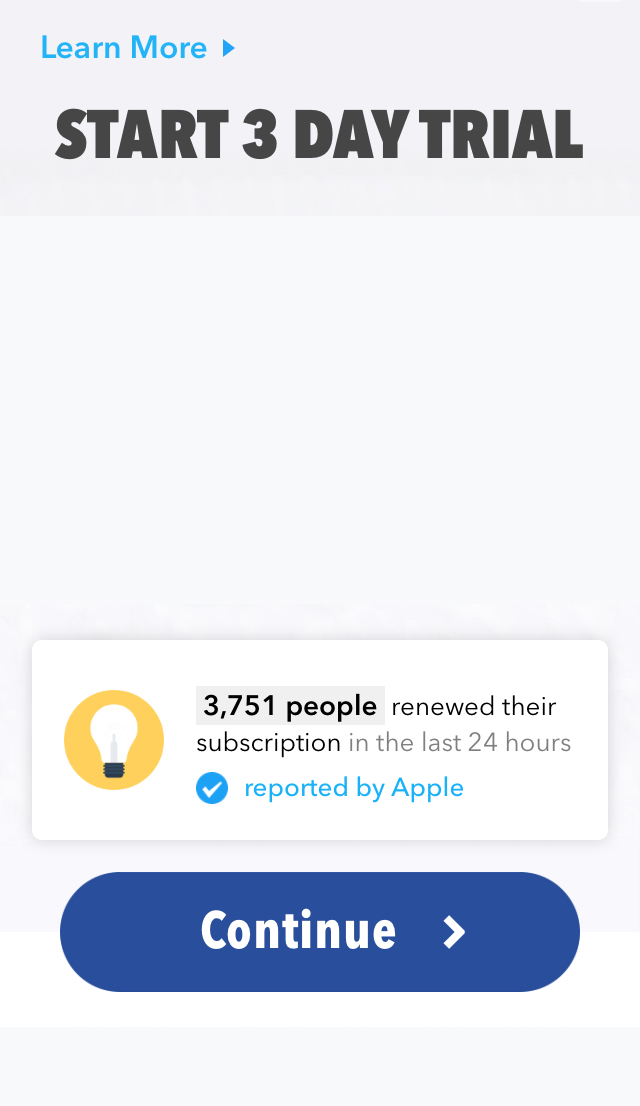 Learn More
START 3 DAY TRIAL
3,751 people renewed their
subscription in the last 24 hours
reported by Apple
Continue